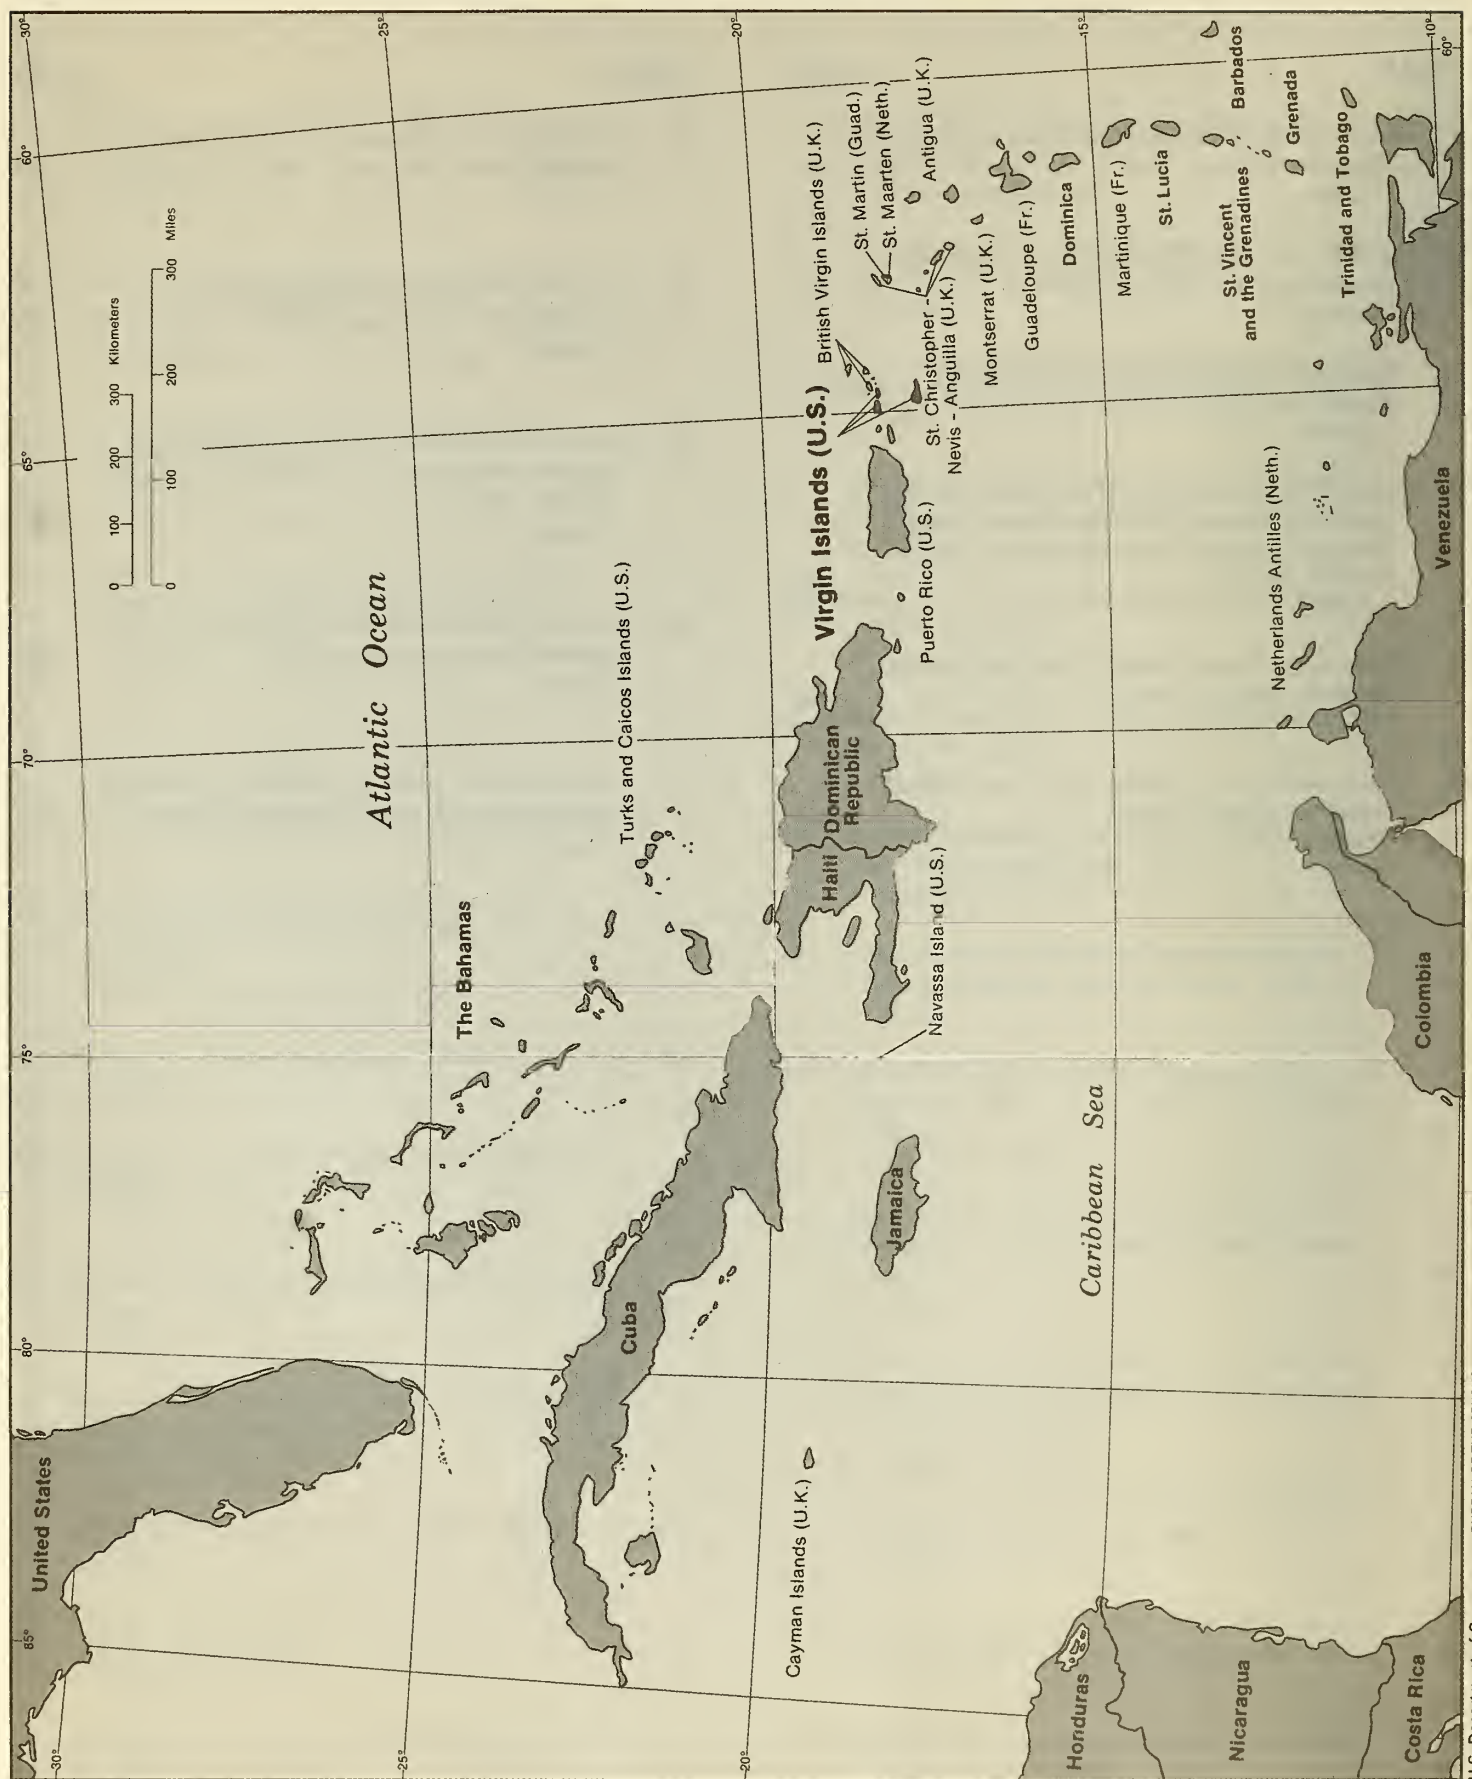 30°
25°
20°
15°
10°
60°
60°
65°
70°
75°
80°
85°
30°
25°
20°
0 100 200 300 Kilometers
0 100 200 300 Miles
Atlantic Ocean
United States
The Bahamas
Turks and Caicos Islands (U.S.)
Cuba
Cayman Islands (U.K.)
Jamaica
Haiti
Dominican
Republic
Navassa Island (U.S.)
Puerto Rico (U.S.)
Virgin Islands (U.S.)
British Virgin Islands (U.K.)
St. Martin (Guad.)
St. Maarten (Neth.)
Antigua (U.K.)
St. Christopher -
Nevis - Anguilla (U.K.)
Montserrat (U.K.)
Guadeloupe (Fr.)
Dominica
Martinique (Fr.)
St. Lucia
St. Vincent
and the Grenadines
Barbados
Grenada
Trinidad and Tobago
Netherlands Antilles (Neth.)
Caribbean Sea
Honduras
Nicaragua
Costa Rica
Colombia
Venezuela